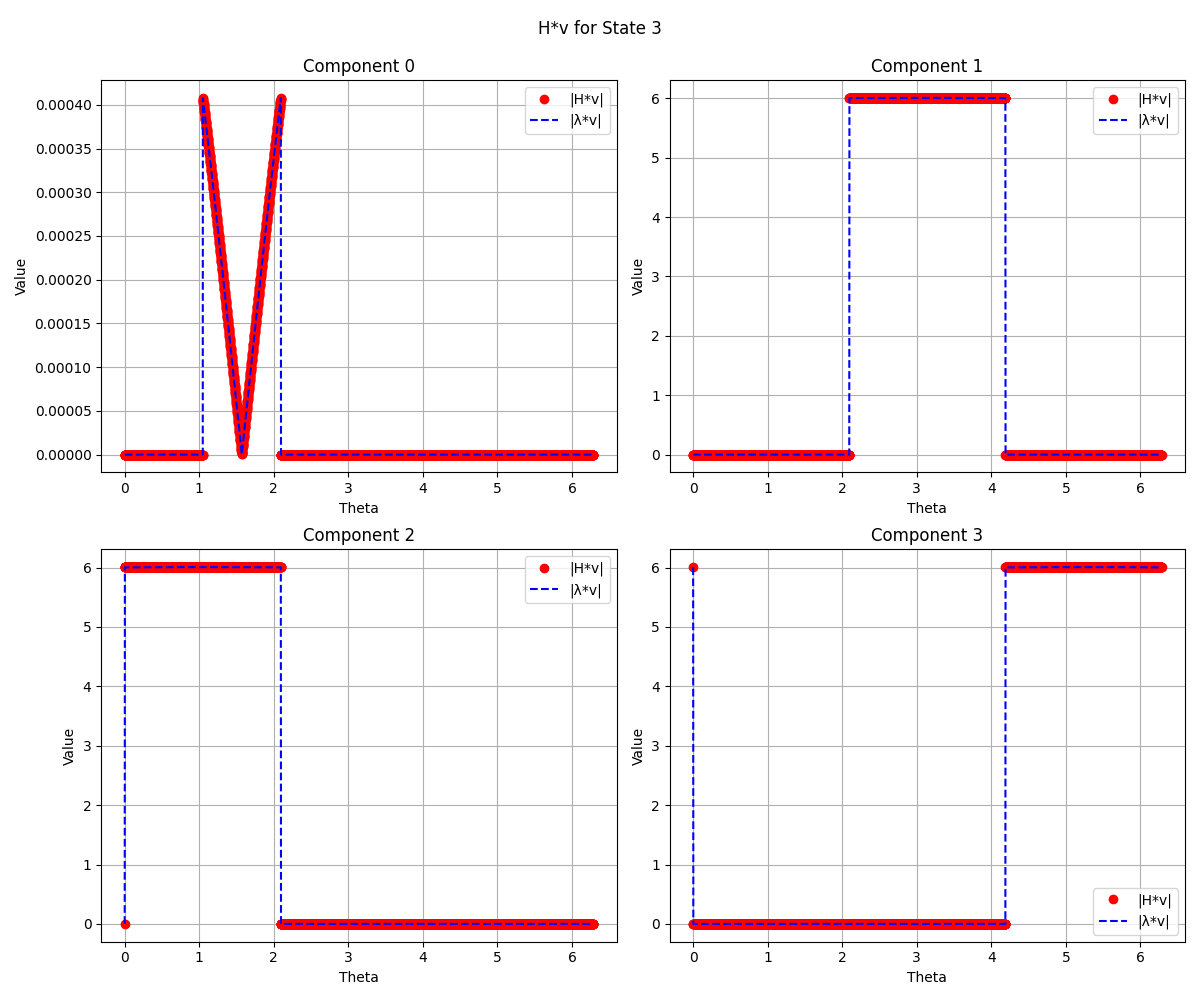 H*v for State 3
Component 0
0.00040
0.00035
0.00030
0.00025
0.00020
0.00015
0.00010
0.00005
0.00000
Value
0 1 2 3 4 5 6
Theta
|H*v|
|λ*v|
Component 1
6
5
4
3
2
1
0
Value
0 1 2 3 4 5 6
Theta
|H*v|
|λ*v|
Component 2
6
5
4
3
2
1
0
Value
0 1 2 3 4 5 6
Theta
|H*v|
|λ*v|
Component 3
6
5
4
3
2
1
0
Value
0 1 2 3 4 5 6
Theta
|H*v|
|λ*v|